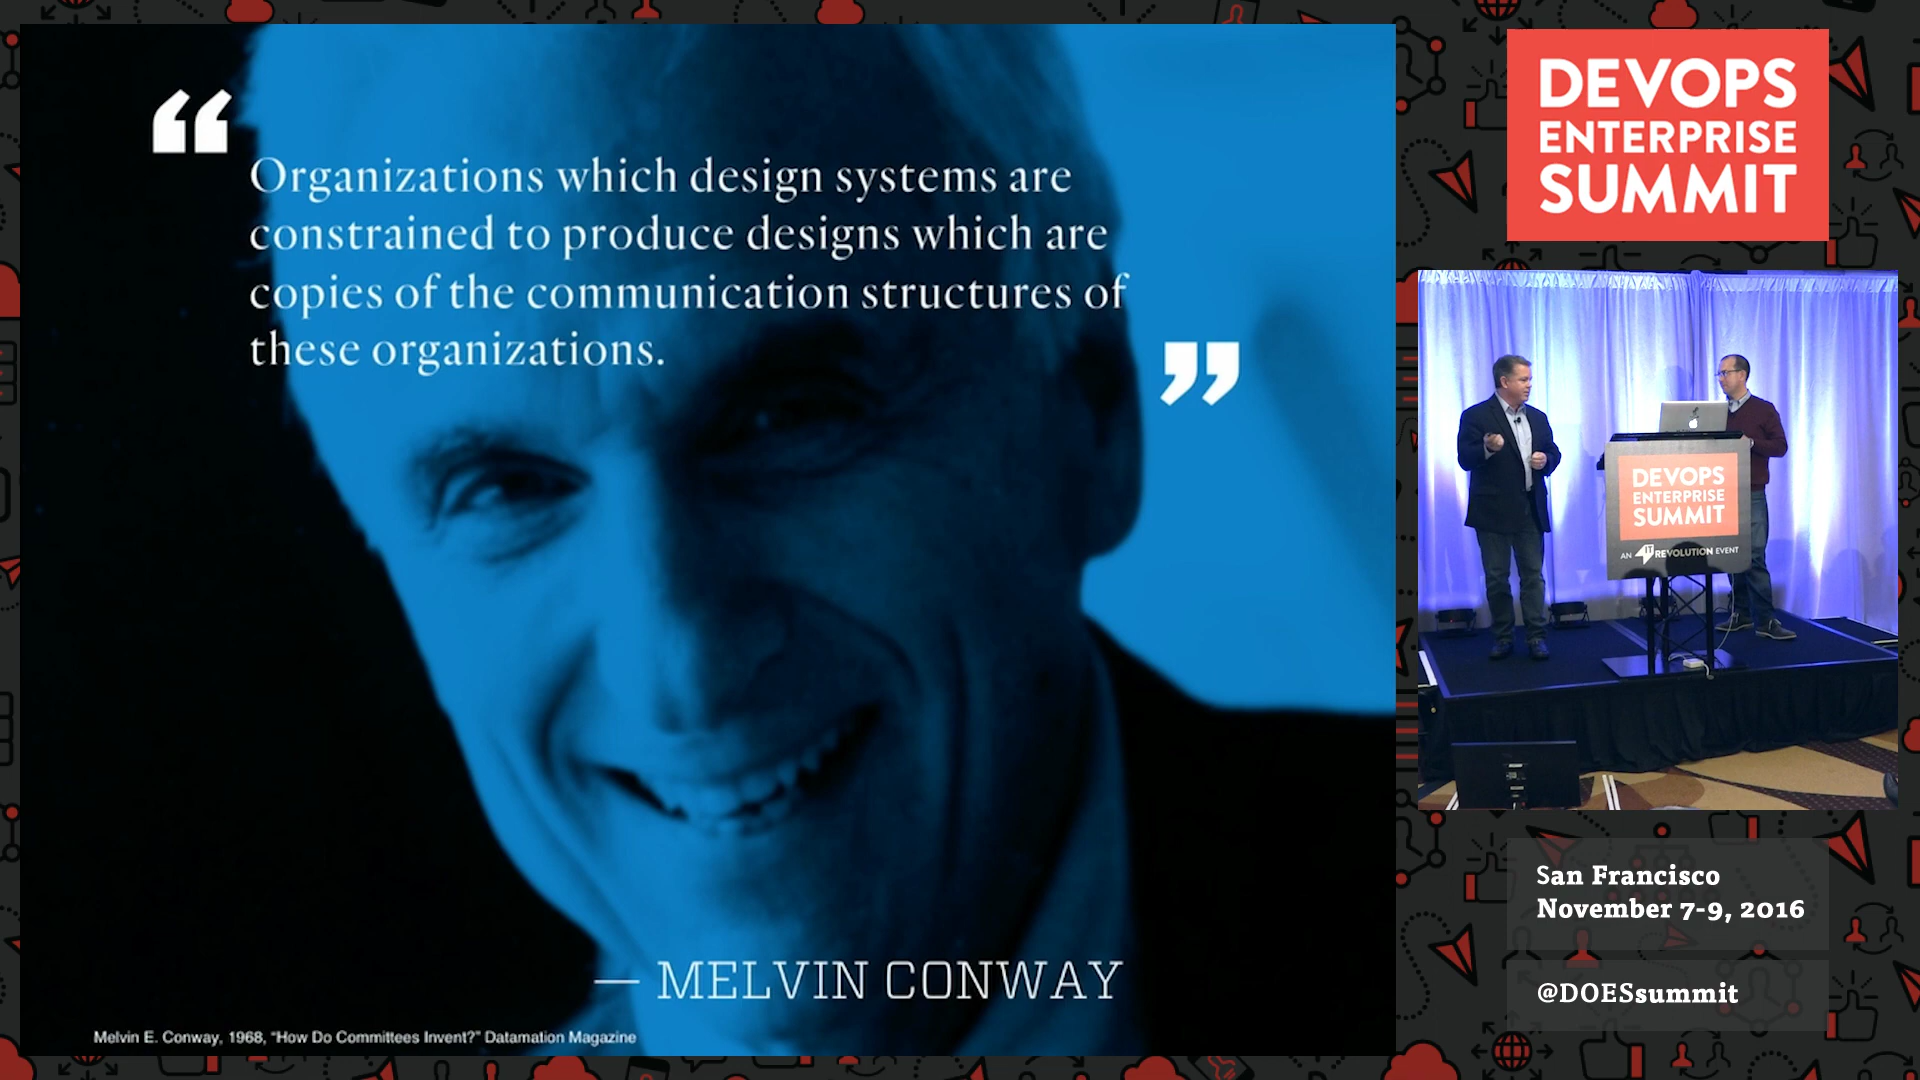 “
Organizations which design systems are
constrained to produce designs which are
copies of the communication structures of
these organizations.
”
— MELVIN CONWAY
Melvin E. Conway, 1968, “How Do Committees Invent?” Datamation Magazine
DEVOPS
ENTERPRISE
SUMMIT
DEVOPS
ENTERPRISE
SUMMIT
AN IT REVOLUTION EVENT
San Francisco
November 7-9, 2016
@DOESsummit